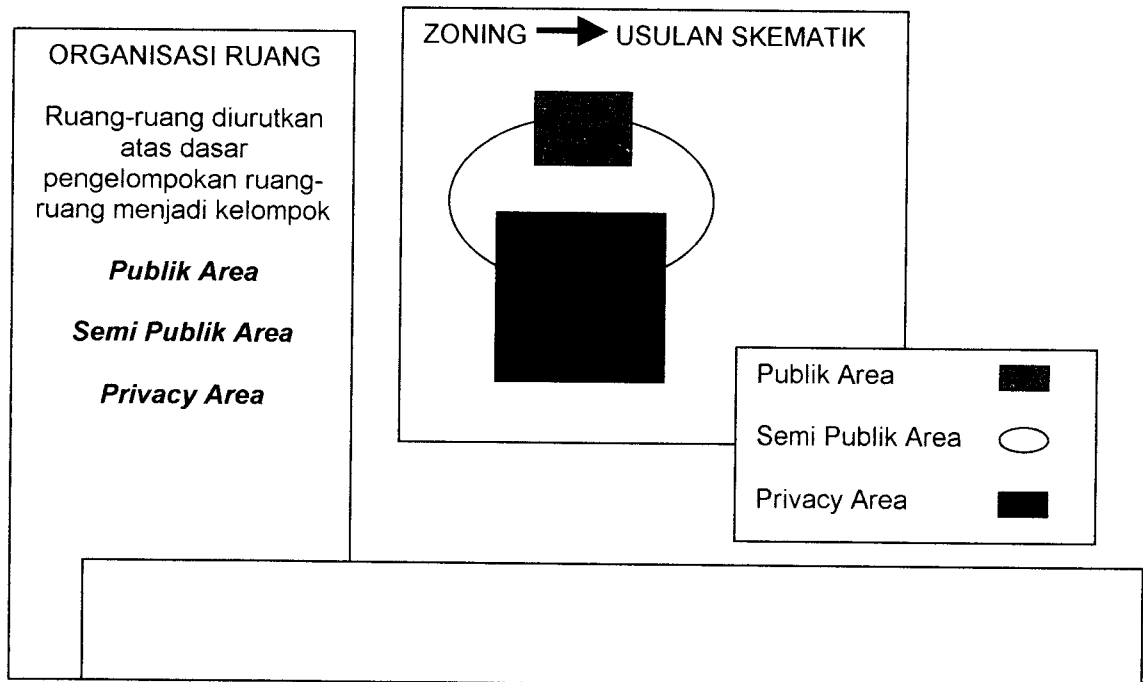 ORGANISASI RUANG
Ruang-ruang diurutkan
atas dasar
pengelompokan ruang-
ruang menjadi kelompok
Publik Area
Semi Publik Area
Privacy Area
ZONING USULAN SKEMATIK
Publik Area
Semi Publik Area
Privacy Area